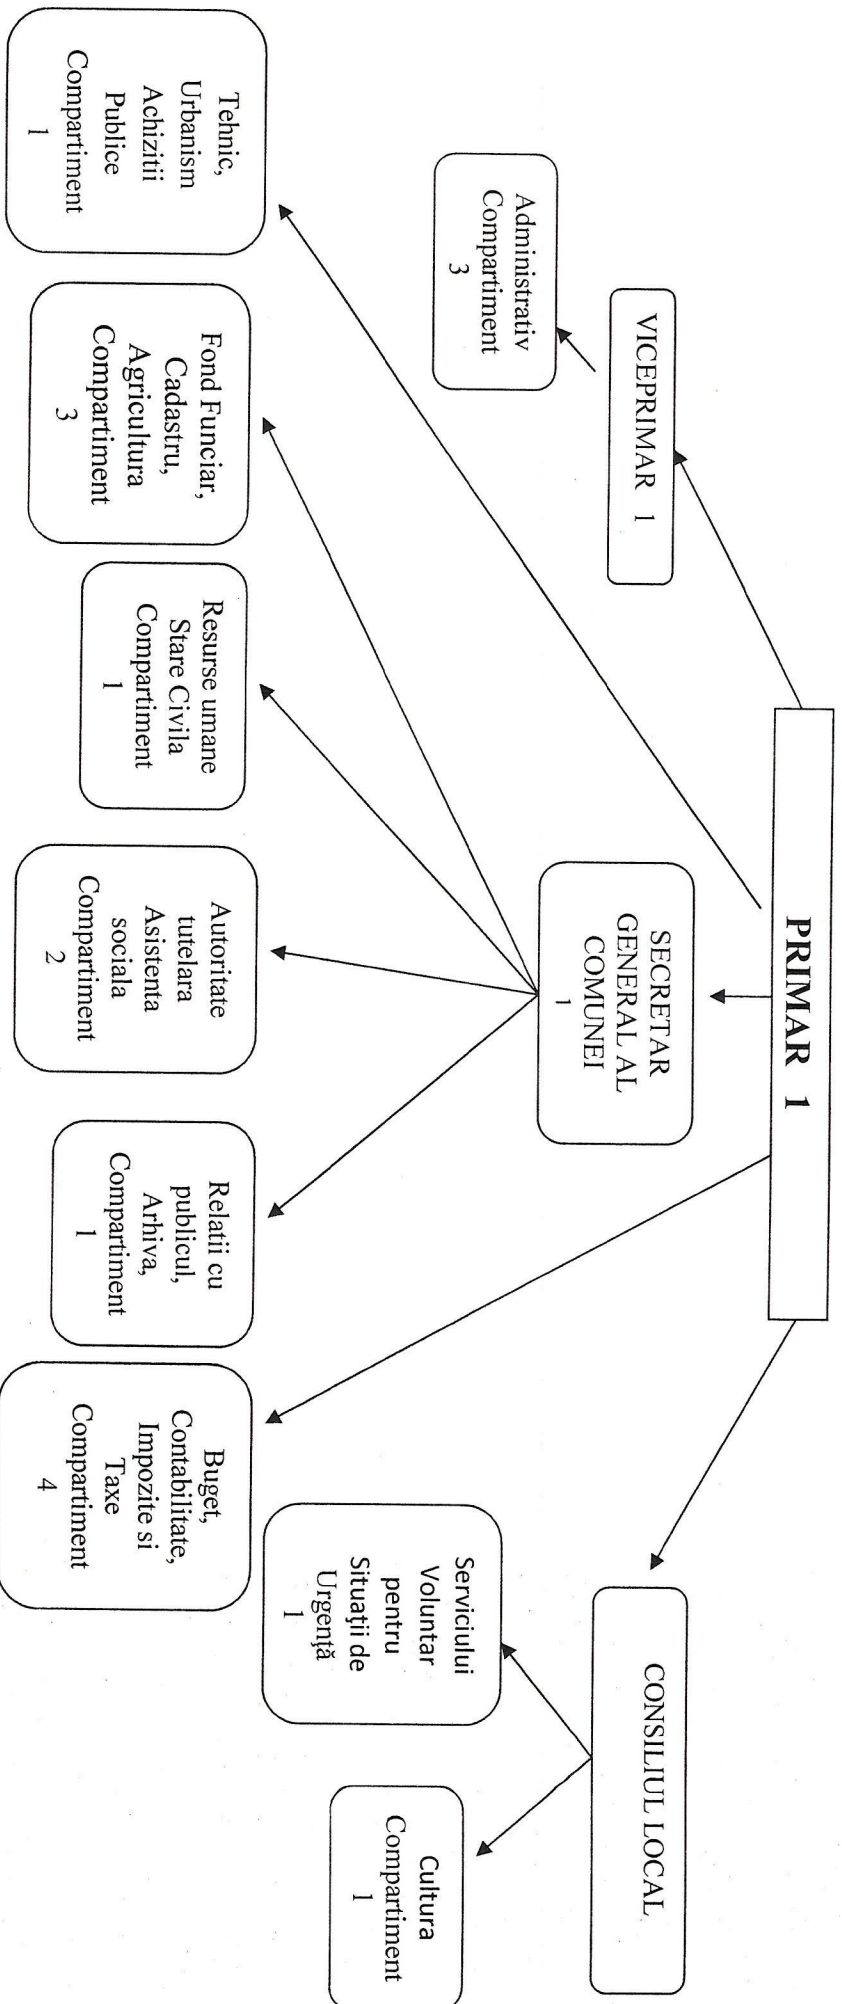 PRIMAR 1
VICEPRIMAR 1
CONSILIUL LOCAL
SECRETAR
GENERAL AL
COMUNEI
1
Administrativ
Compartiment
3
Serviciului
Voluntar
pentru
Situații de
Urgență
1
Cultura
Compartiment
1
Tehnic,
Urbanism
Achizitii
Publice
Compartiment
1
Fond Funciar,
Cadastru,
Agricultura
Compartiment
3
Resurse umane
Stare Civila
Compartiment
1
Autoritate
tutelara
Asistenta
sociala
Compartiment
2
Relatii cu
publicul,
Arhiva,
Compartiment
1
Buget,
Contabilitate,
Impozite si
Taxe
Compartiment
4